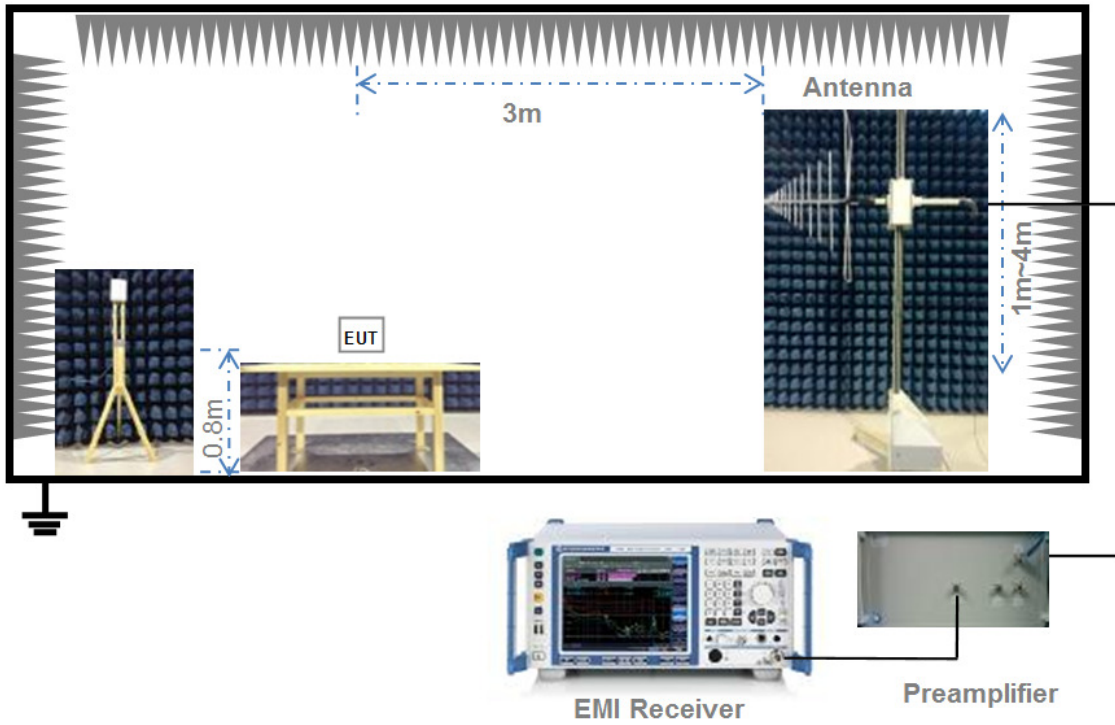 Antenna
3m
1m~4m
EUT
0.8m
EMI Receiver
Preamplifier